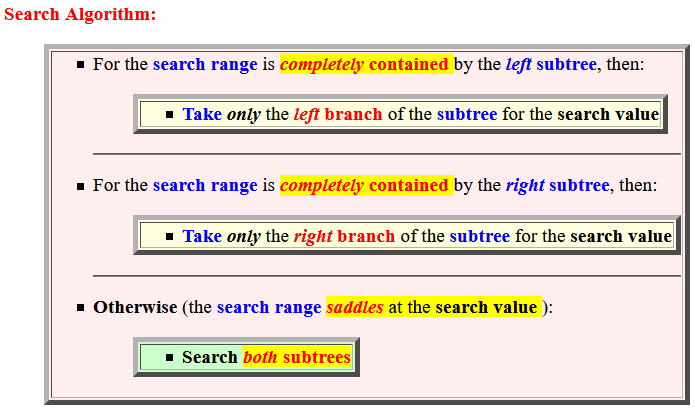 Search Algorithm:
For the search range is completely contained by the left subtree, then:
Take only the left branch of the subtree for the search value
For the search range is completely contained by the right subtree, then:
Take only the right branch of the subtree for the search value
Otherwise (the search range saddles at the search value ):
Search both subtrees